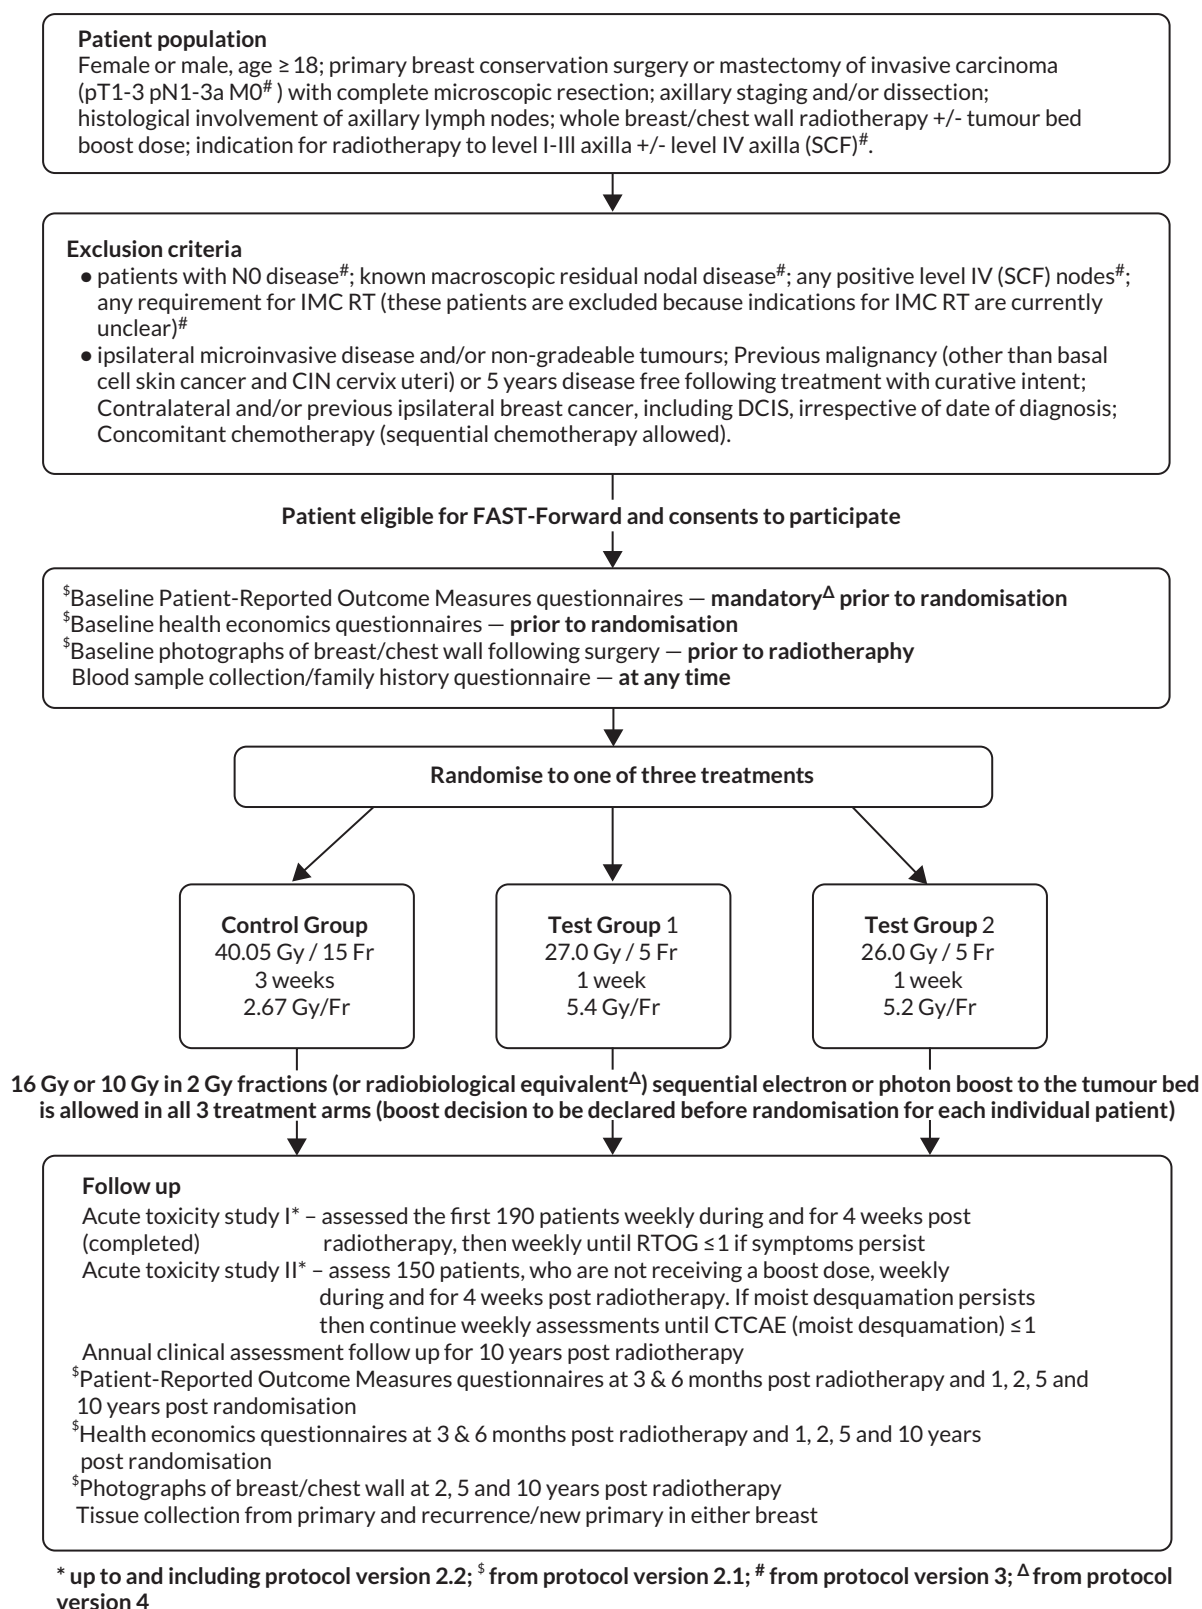 Patient population
Female or male, age ≥ 18; primary breast conservation surgery or mastectomy of invasive carcinoma
(pT1-3 pN1-3a M0# ) with complete microscopic resection; axillary staging and/or dissection;
histological involvement of axillary lymph nodes; whole breast/chest wall radiotherapy +/- tumour bed
boost dose; indication for radiotherapy to level I-III axilla +/- level IV axilla (SCF)#.
Exclusion criteria
● patients with N0 disease#; known macroscopic residual nodal disease#; any positive level IV (SCF) nodes#;
any requirement for IMC RT (these patients are excluded because indications for IMC RT are currently
unclear)#
● ipsilateral microinvasive disease and/or non-gradeable tumours; Previous malignancy (other than basal
cell skin cancer and CIN cervix uteri) or 5 years disease free following treatment with curative intent;
Contralateral and/or previous ipsilateral breast cancer, including DCIS, irrespective of date of diagnosis;
Concomitant chemotherapy (sequential chemotherapy allowed).
Patient eligible for FAST-Forward and consents to participate
$Baseline Patient-Reported Outcome Measures questionnaires — mandatoryΔ prior to randomisation
$Baseline health economics questionnaires — prior to randomisation
$Baseline photographs of breast/chest wall following surgery — prior to radiotheraphy
Blood sample collection/family history questionnaire — at any time
Randomise to one of three treatments
Control Group
40.05 Gy / 15 Fr
3 weeks
2.67 Gy/Fr
Test Group 1
27.0 Gy / 5 Fr
1 week
5.4 Gy/Fr
Test Group 2
26.0 Gy / 5 Fr
1 week
5.2 Gy/Fr
16 Gy or 10 Gy in 2 Gy fractions (or radiobiological equivalentΔ) sequential electron or photon boost to the tumour bed
is allowed in all 3 treatment arms (boost decision to be declared before randomisation for each individual patient)
Follow up
Acute toxicity study I* – assessed the first 190 patients weekly during and for 4 weeks post
(completed) radiotherapy, then weekly until RTOG ≤ 1 if symptoms persist
Acute toxicity study II* – assess 150 patients, who are not receiving a boost dose, weekly
during and for 4 weeks post radiotherapy. If moist desquamation persists
then continue weekly assessments until CTCAE (moist desquamation) ≤ 1
Annual clinical assessment follow up for 10 years post radiotherapy
$Patient-Reported Outcome Measures questionnaires at 3 & 6 months post radiotherapy and 1, 2, 5 and
10 years post randomisation
$Health economics questionnaires at 3 & 6 months post radiotherapy and 1, 2, 5 and 10 years
post randomisation
$Photographs of breast/chest wall at 2, 5 and 10 years post radiotherapy
Tissue collection from primary and recurrence/new primary in either breast
* up to and including protocol version 2.2; $ from protocol version 2.1; # from protocol version 3; Δ from protocol
version 4